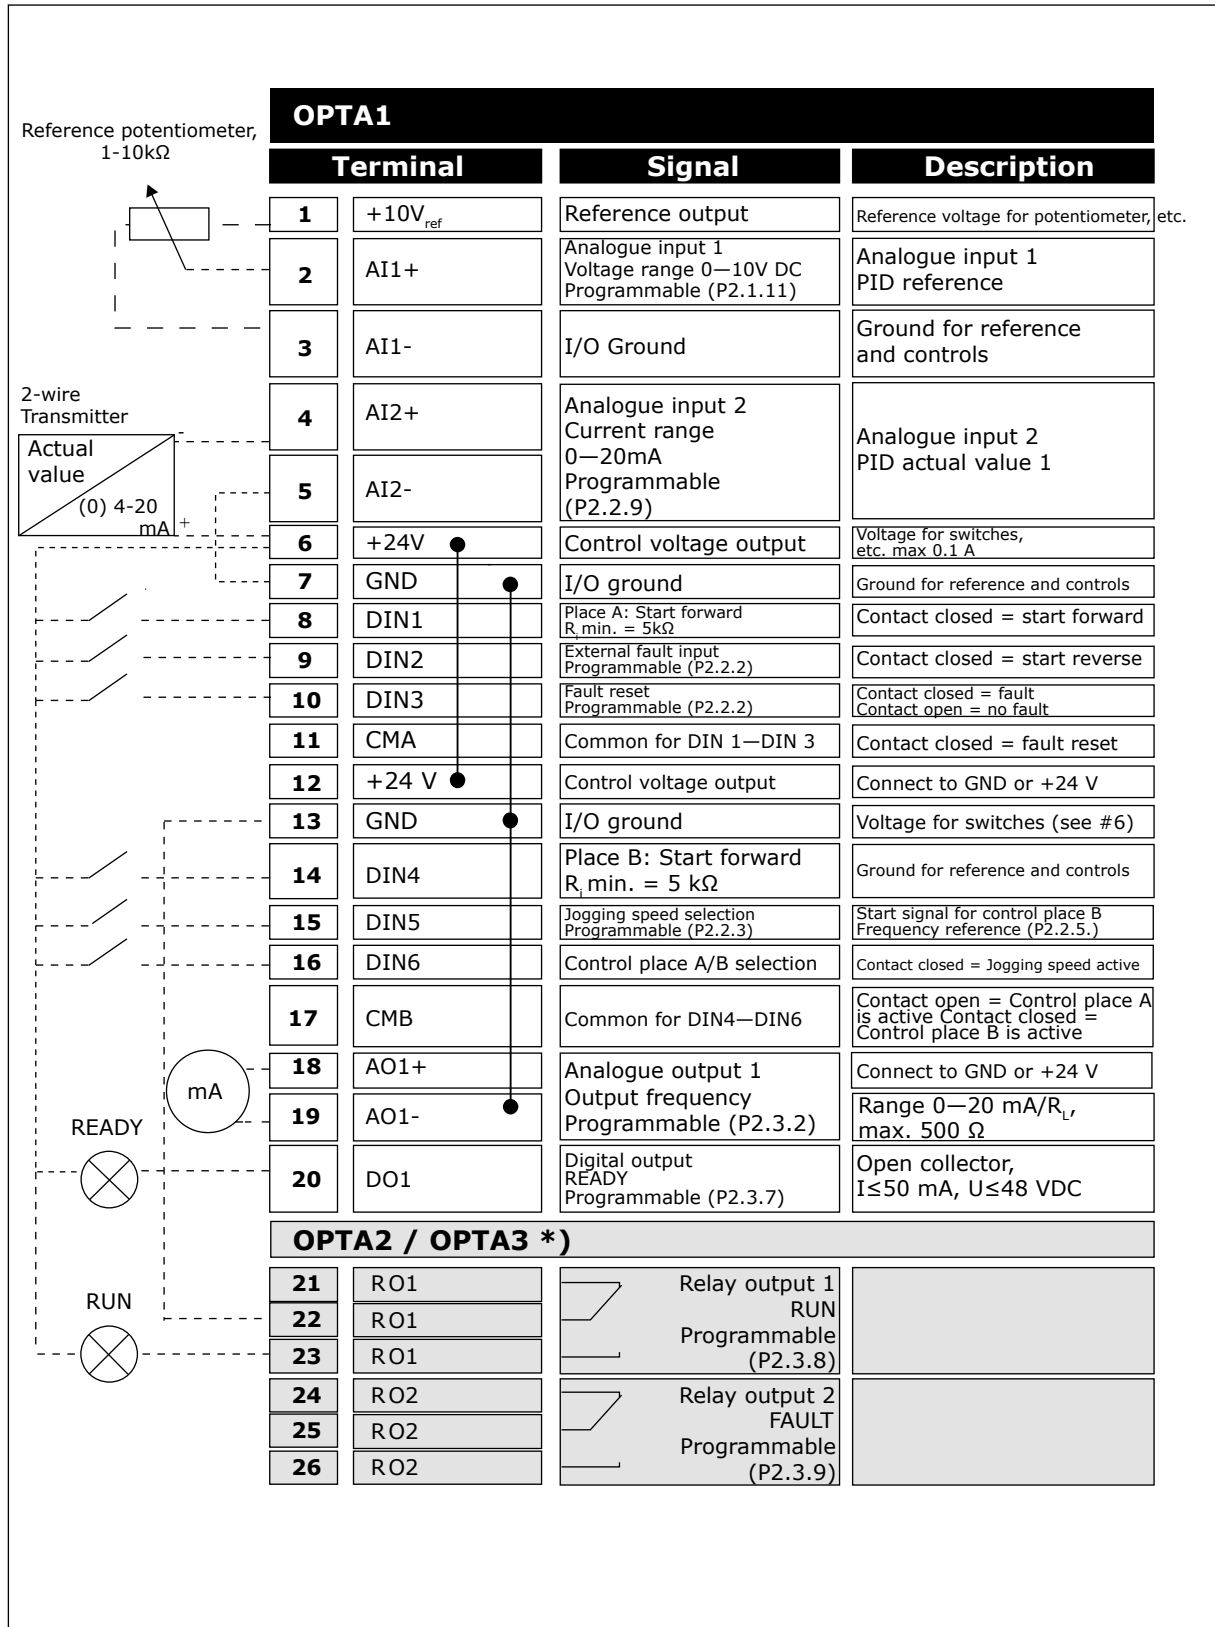 OPTA1
Reference potentiometer,
1-10kΩ
Terminal Signal Description
1 +10Vref Reference output Reference voltage for potentiometer, etc.
2 AI1+ Analogue input 1
Voltage range 0—10V DC
Programmable (P2.1.11)
Analogue input 1
PID reference
3 AI1- I/O Ground Ground for reference
and controls
2-wire
Transmitter
Actual
value
(0) 4-20
mA
-
+
4 AI2+
5 AI2-
Analogue input 2
Current range
0—20mA
Programmable
(P2.2.9)
Analogue input 2
PID actual value 1
6 +24V Control voltage output Voltage for switches,
etc. max 0.1 A
7 GND I/O ground Ground for reference and controls
8 DIN1 Place A: Start forward
Ri min. = 5kΩ
Contact closed = start forward
9 DIN2 External fault input
Programmable (P2.2.2)
Contact closed = start reverse
10 DIN3 Fault reset
Programmable (P2.2.2)
Contact closed = fault
Contact open = no fault
11 CMA Common for DIN 1—DIN 3 Contact closed = fault reset
12 +24 V Control voltage output Connect to GND or +24 V
13 GND I/O ground Voltage for switches (see #6)
14 DIN4 Place B: Start forward
Ri min. = 5 kΩ
Ground for reference and controls
15 DIN5 Jogging speed selection
Programmable (P2.2.3)
Start signal for control place B
Frequency reference (P2.2.5.)
16 DIN6 Control place A/B selection Contact closed = Jogging speed active
17 CMB Common for DIN4—DIN6 Contact open = Control place A
is active Contact closed =
Control place B is active
mA
18 AO1+
19 AO1-
Analogue output 1
Output frequency
Programmable (P2.3.2)
Connect to GND or +24 V
Range 0—20 mA/RL,
max. 500 Ω
READY
20 DO1 Digital output
READY
Programmable (P2.3.7)
Open collector,
I≤50 mA, U≤48 VDC
OPTA2 / OPTA3 *)
RUN
21 RO1
22 RO1
23 RO1
Relay output 1
RUN
Programmable
(P2.3.8)
24 RO2
25 RO2
26 RO2
Relay output 2
FAULT
Programmable
(P2.3.9)